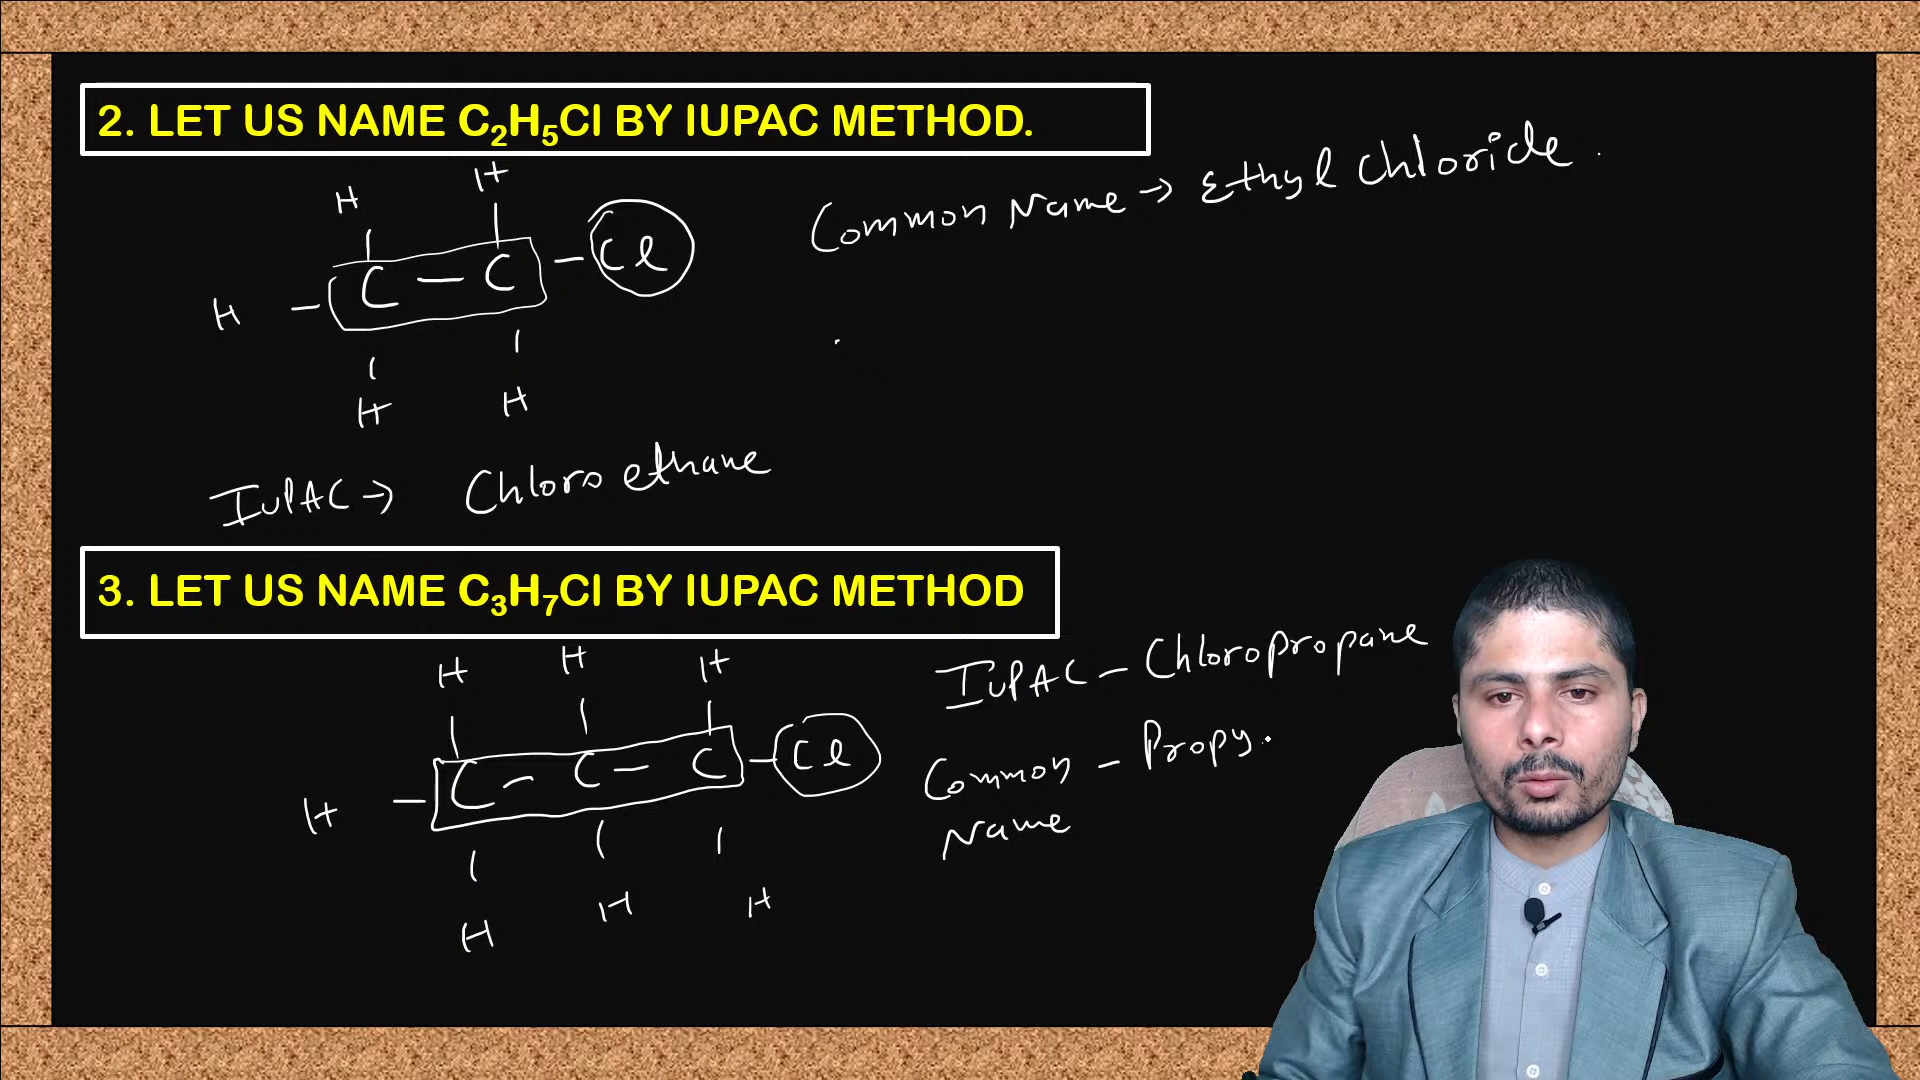 2. LET US NAME C₂H₅Cl BY IUPAC METHOD.
Common Name → Ethyl Chloride.
H H
H - C - C - Cl
H H
IUPAC → Chloro ethane
3. LET US NAME C₃H₇Cl BY IUPAC METHOD
H H H
H - C - C - C - Cl
H H H
IUPAC - Chloropropane
Common - Propy
Name